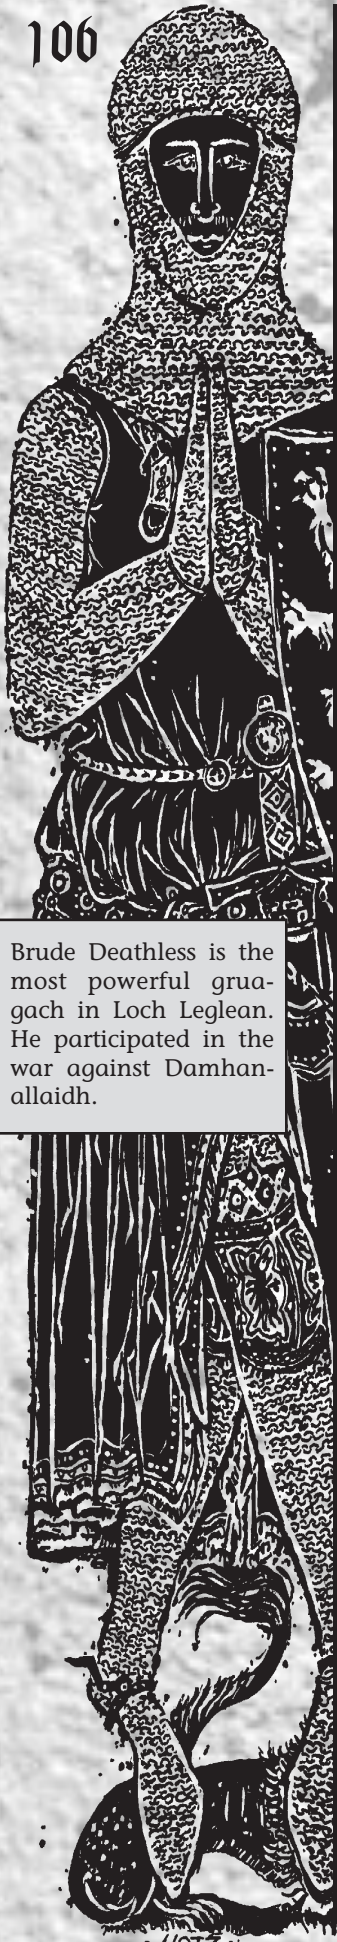 106
Brude Deathless is the
most powerful grua-
gach in Loch Leglean.
He participated in the
war against Damhan-
allaidh.